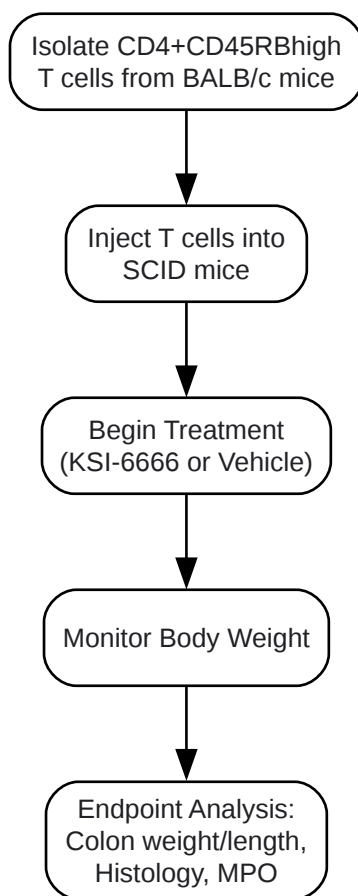 Isolate CD4+CD45RBhigh
T cells from BALB/c mice
Inject T cells into
SCID mice
Begin Treatment
(KSI-6666 or Vehicle)
Monitor Body Weight
Endpoint Analysis:
Colon weight/length,
Histology, MPO